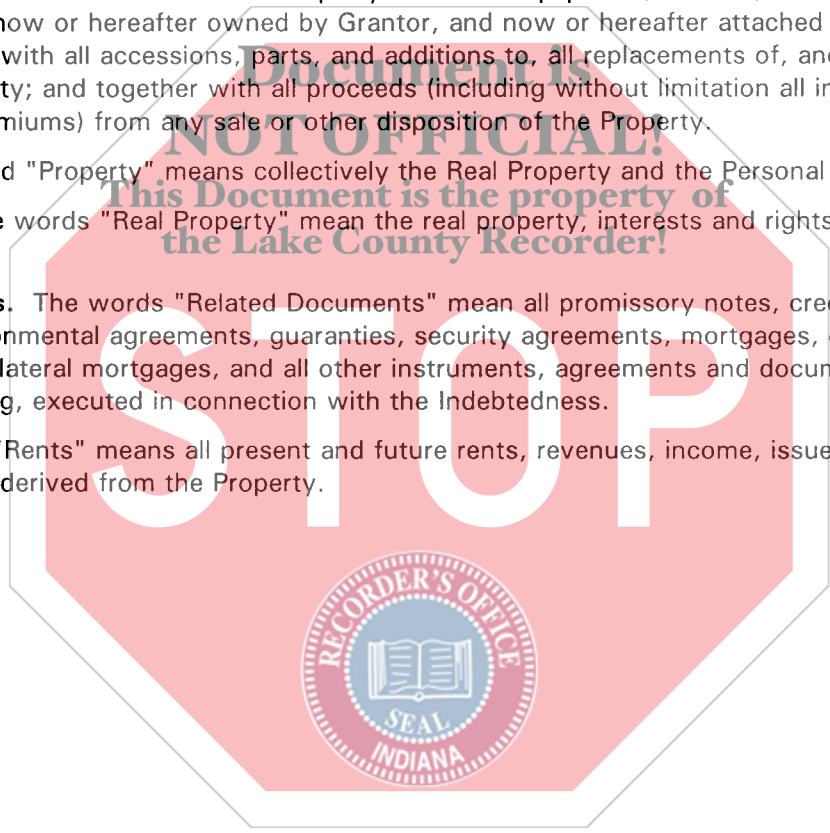 now or hereafter owned by Grantor, and now or hereafter attached
with all accessions, parts, and additions to, all replacements of, and
ty; and together with all proceeds (including without limitation all in
miums) from any sale or other disposition of the Property.
d "Property" means collectively the Real Property and the Personal
e words "Real Property" mean the real property, interests and rights
s. The words "Related Documents" mean all promissory notes, cre
onmental agreements, guaranties, security agreements, mortgages,
lateral mortgages, and all other instruments, agreements and docum
g, executed in connection with the Indebtedness.
"Rents" means all present and future rents, revenues, income, issue
derived from the Property.
Document is
NOT OFFICIAL!
This Document is the property of
the Lake County Recorder!
STOP
RECORDER'S OFFICE
SEAL
INDIANA